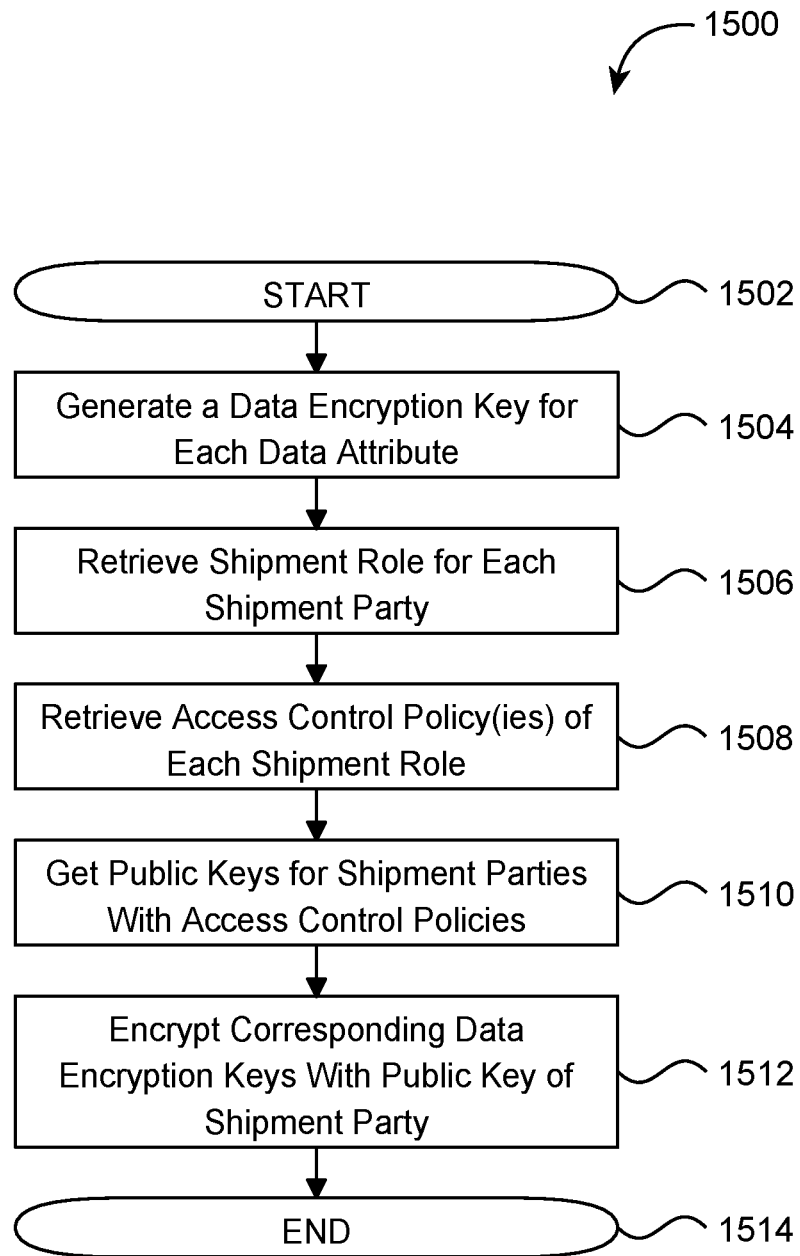 1500
START
1502
Generate a Data Encryption Key for
Each Data Attribute
1504
Retrieve Shipment Role for Each
Shipment Party
1506
Retrieve Access Control Policy(ies) of
Each Shipment Role
1508
Get Public Keys for Shipment Parties
With Access Control Policies
1510
Encrypt Corresponding Data
Encryption Keys With Public Key of
Shipment Party
1512
END
1514